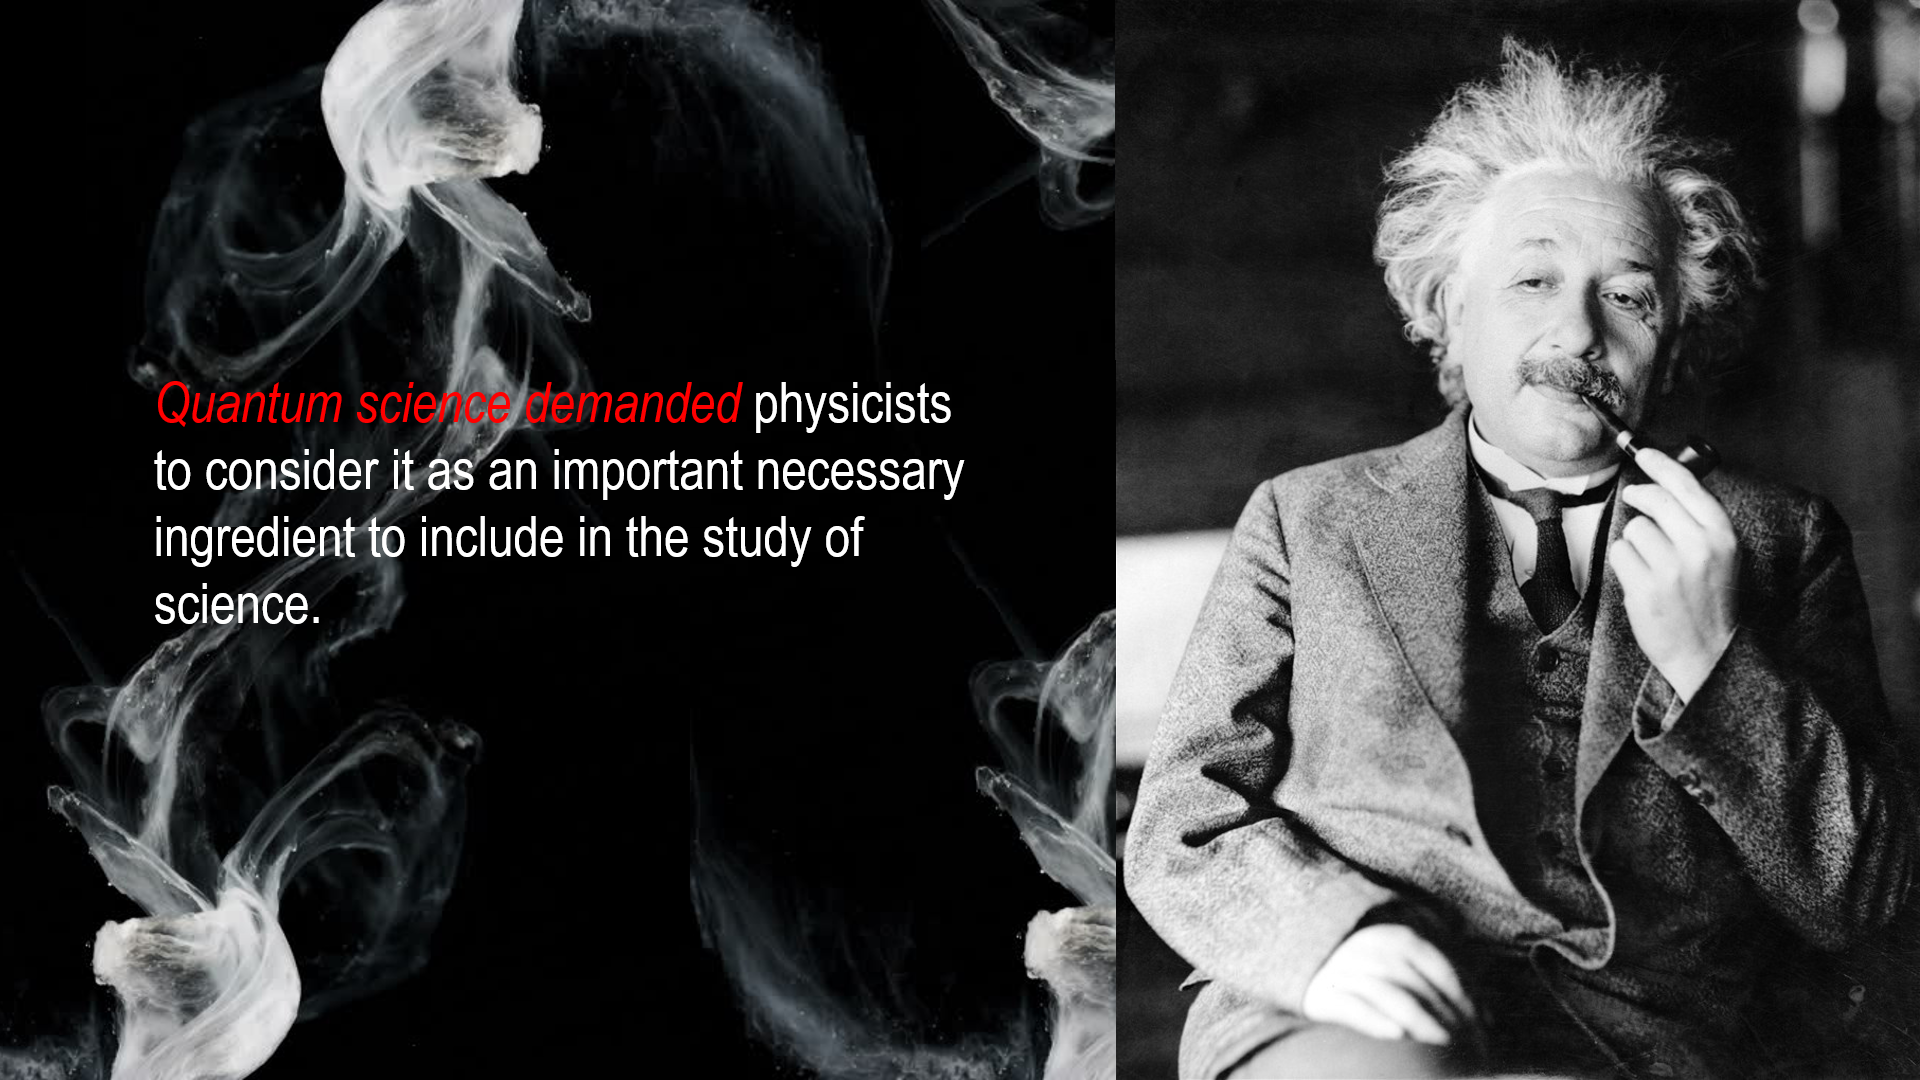 Quantum science demanded physicists
to consider it as an important necessary
ingredient to include in the study of
science.